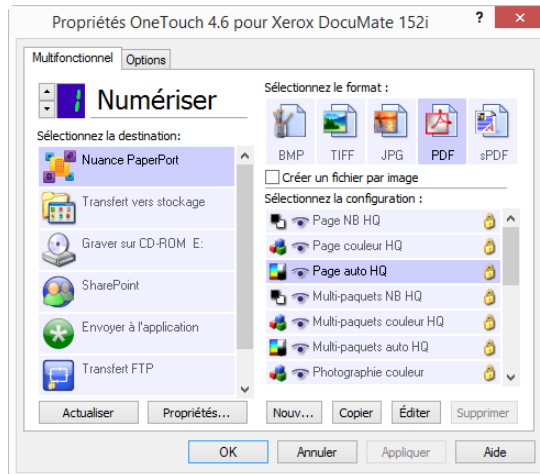 Propriétés OneTouch 4.6 pour Xerox DocuMate 152i
? ×
Multifonctionnel
Options
1
Numériser
Sélectionnez la destination:
Nuance PaperPort
Transfert vers stockage
Graver sur CD-ROM E:
SharePoint
Envoyer à l'application
Transfert FTP
Actualiser
Propriétés...
Sélectionnez le format :
BMP
TIFF
JPG
PDF
sPDF
Créer un fichier par image
Sélectionnez la configuration :
Page NB HQ
Page couleur HQ
Page auto HQ
Multi-paquets NB HQ
Multi-paquets couleur HQ
Multi-paquets auto HQ
Photographie couleur
Nouv...
Copier
Éditer
Supprimer
OK
Annuler
Appliquer
Aide